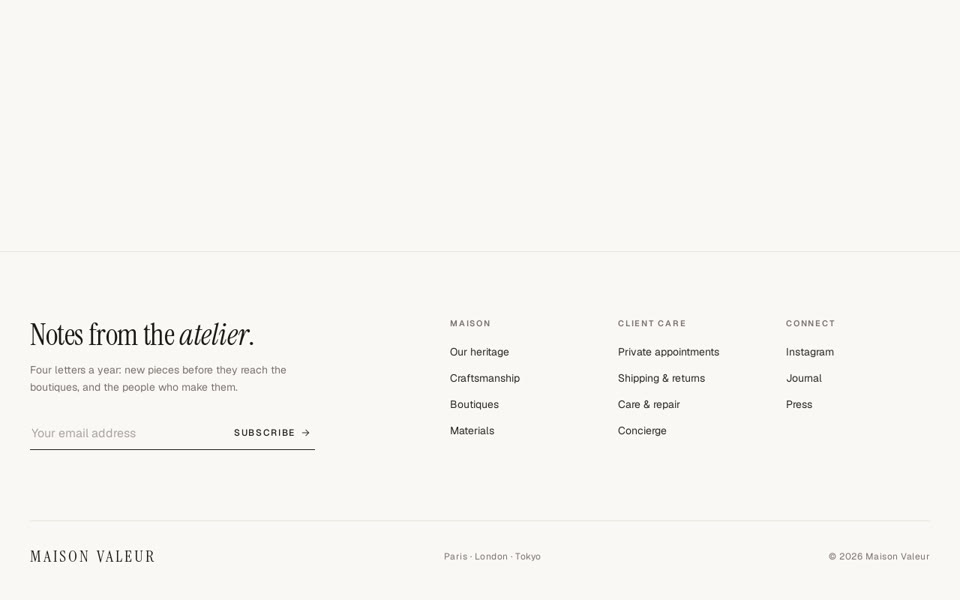 Notes from the atelier.
Four letters a year: new pieces before they reach the
boutiques, and the people who make them.
Your email address
SUBSCRIBE →
MAISON
Our heritage
Craftsmanship
Boutiques
Materials
CLIENT CARE
Private appointments
Shipping & returns
Care & repair
Concierge
CONNECT
Instagram
Journal
Press
MAISON VALEUR
Paris · London · Tokyo
© 2026 Maison Valeur